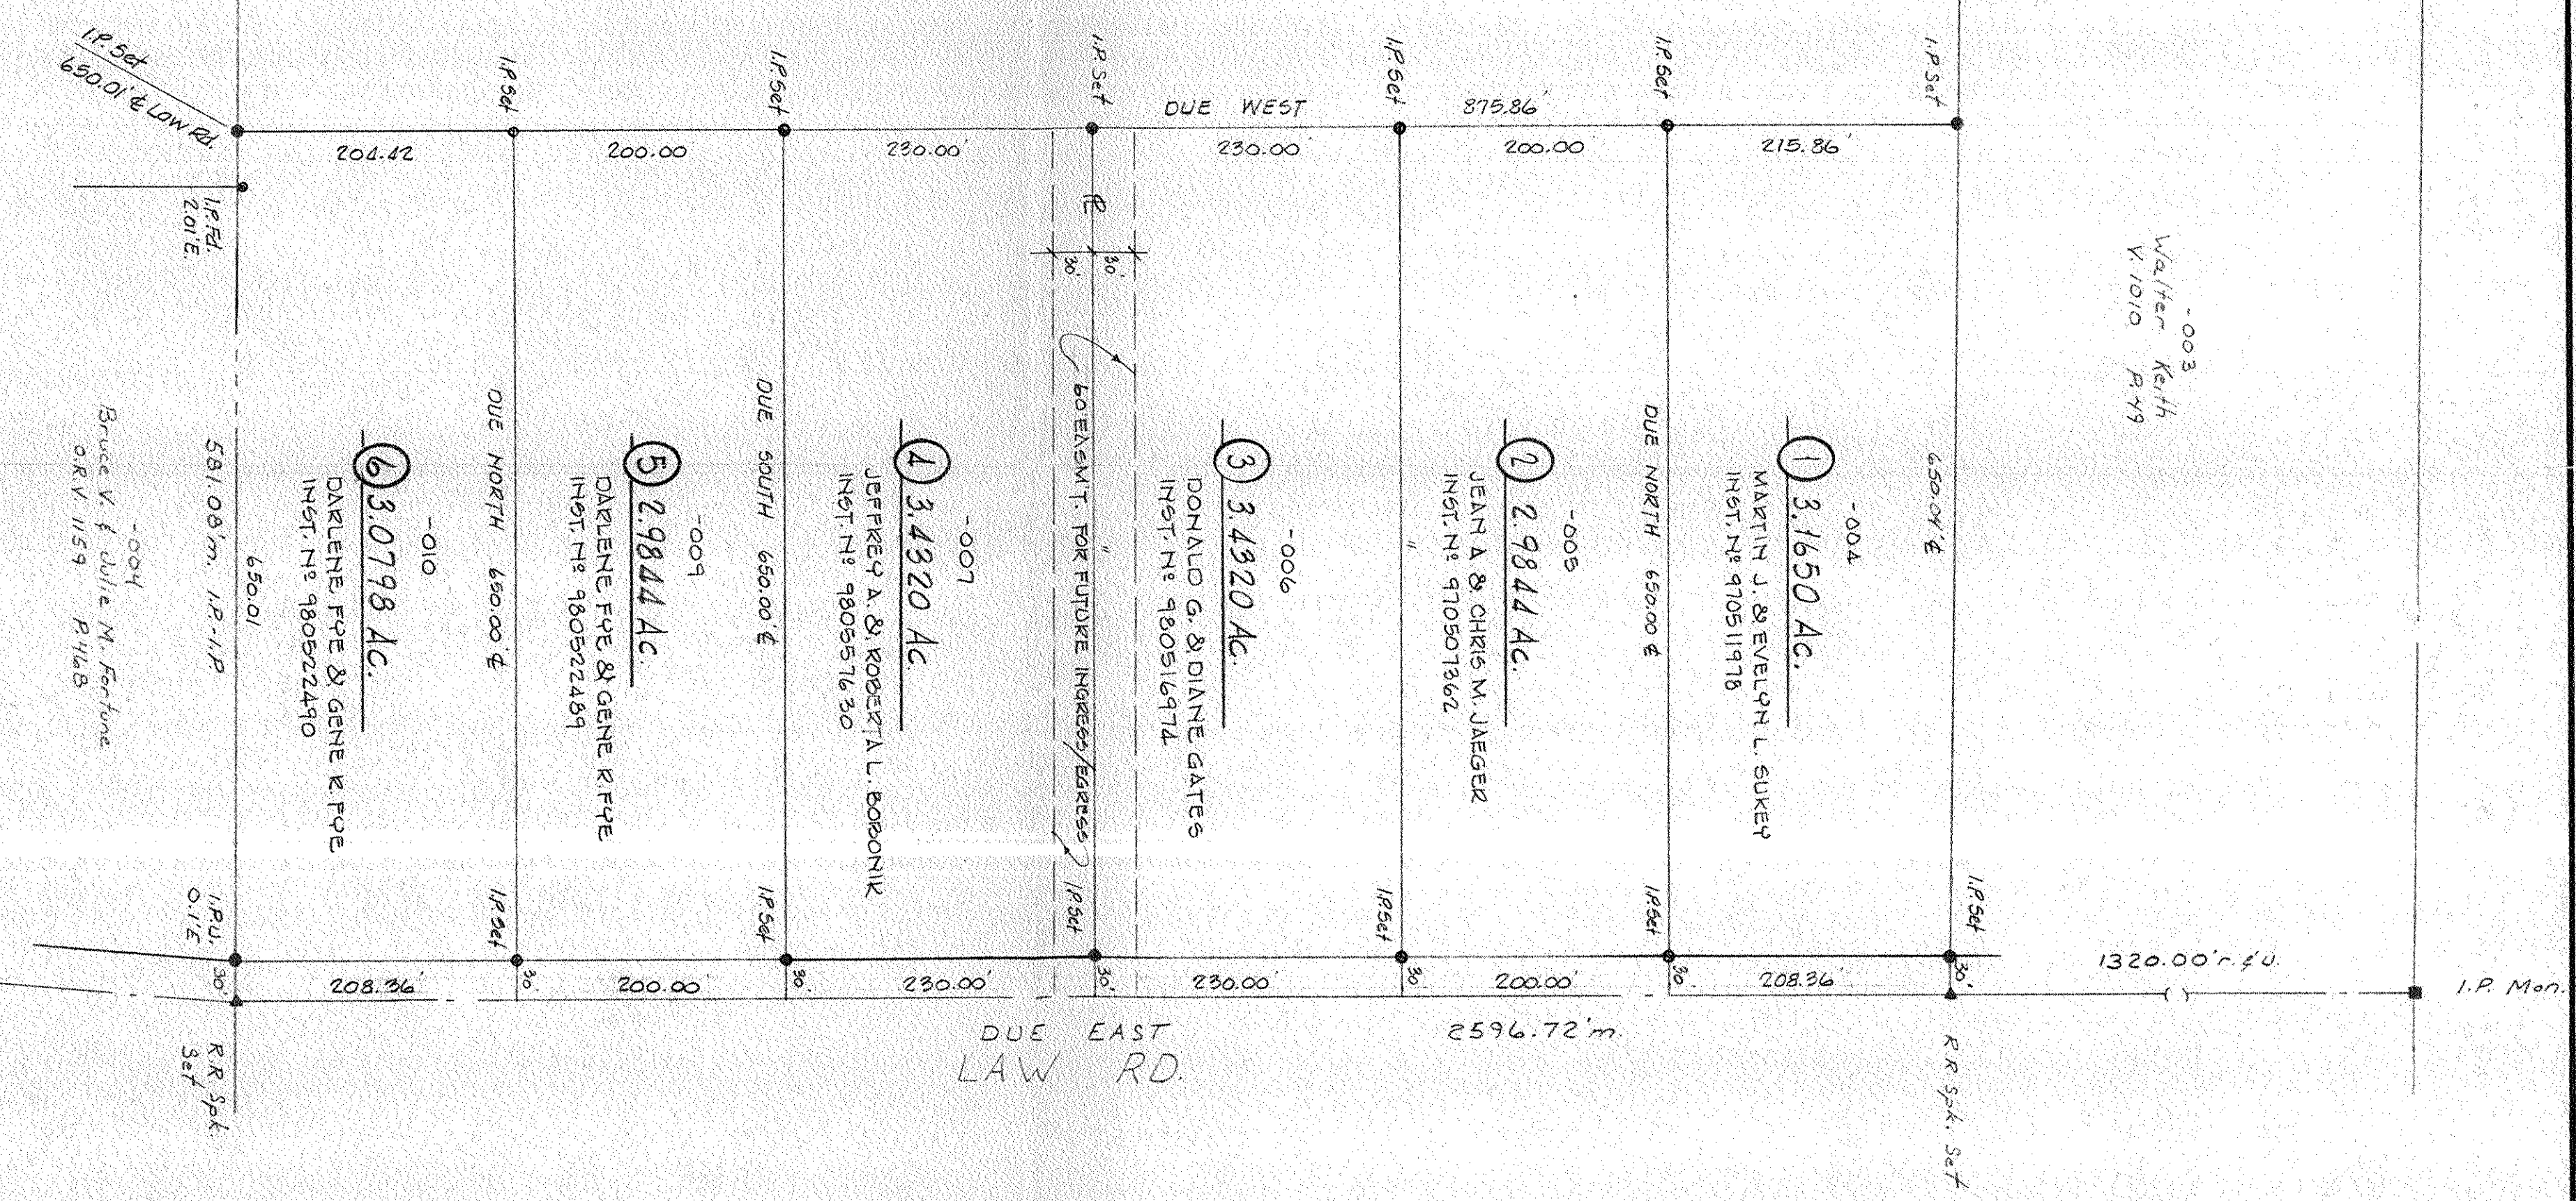 I.P. Set
650.01' ℄ LAW Rd.
I.P. Set
I.P. Set
I.P. Set
I.P. Set
I.P. Set
I.P. Set
DUE WEST 875.86'
204.42
200.00
230.00'
230.00'
200.00'
215.86'
I.P. Fd.
2.01' E.
℄
30'
30'
-003
Walter Keith
V. 1010 P. 49
-004
Bruce V. & Julie M. Fortune
O.R.V. 1159 P.468
581.08'm. I.P.-I.P
650.01
-010
6 3.0798 Ac.
DARLENE FYE & GENE R. FYE
INST. Nº 980522490
DUE NORTH 650.00' ℄
-009
5 2.9844 Ac.
DARLENE FYE & GENE R. FYE
INST. Nº 980522489
DUE SOUTH 650.00' ℄
-007
4 3.4320 Ac
JEFFREY A. & ROBERTA L. BORONIK
INST. Nº 980557630
"
60' EASMT. FOR FUTURE INGRESS/EGRESS
-006
3 3.4320 Ac.
DONALD G. & DIANE GATES
INST. Nº 980516974
"
-005
2 2.9844 Ac.
JEAN A & CHRIS M. JAEGER
INST. Nº 970507362
DUE NORTH 650.00 ℄
-004
1 3.1650 Ac.
MARTIN J. & EVELYN L. SUKEY
INST. Nº 970511978
650.04' ℄
I.P.U.
0.1' E
I.P. Set
I.P. Set
I.P. Set
I.P. Set
I.P. Set
I.P. Set
30'
30'
30'
30'
30'
30'
30'
208.36'
200.00'
230.00'
230.00'
200.00'
208.36'
1320.00' r. & u.
I.P. Mon.
DUE EAST 2596.72'm.
LAW RD.
R.R Spk.
Set
R R Spk. Set